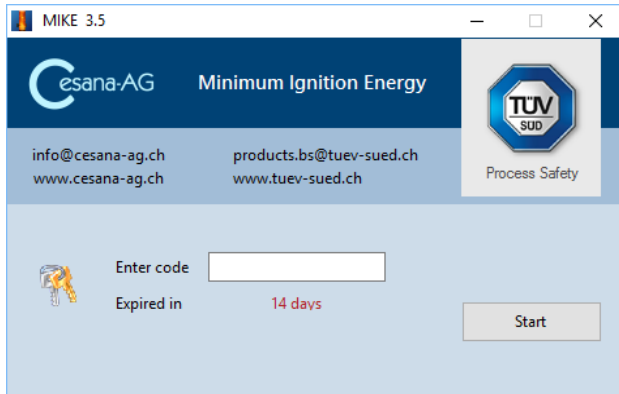 MIKE 3.5
Cesana-AG
Minimum Ignition Energy
TÜV
SUD
Process Safety
info@cesana-ag.ch
products.bs@tuev-sued.ch
www.cesana-ag.ch
www.tuev-sued.ch
Enter code
Expired in
14 days
Start